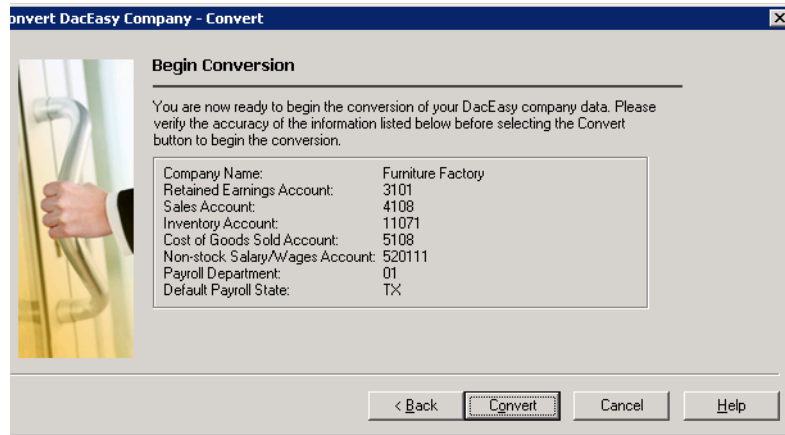 onvert DacEasy Company - Convert
Begin Conversion
You are now ready to begin the conversion of your DacEasy company data. Please
verify the accuracy of the information listed below before selecting the Convert
button to begin the conversion.
Company Name: Furniture Factory
Retained Earnings Account: 3101
Sales Account: 4108
Inventory Account: 11071
Cost of Goods Sold Account: 5108
Non-stock Salary/Wages Account: 520111
Payroll Department: 01
Default Payroll State: TX
< Back Convert Cancel Help